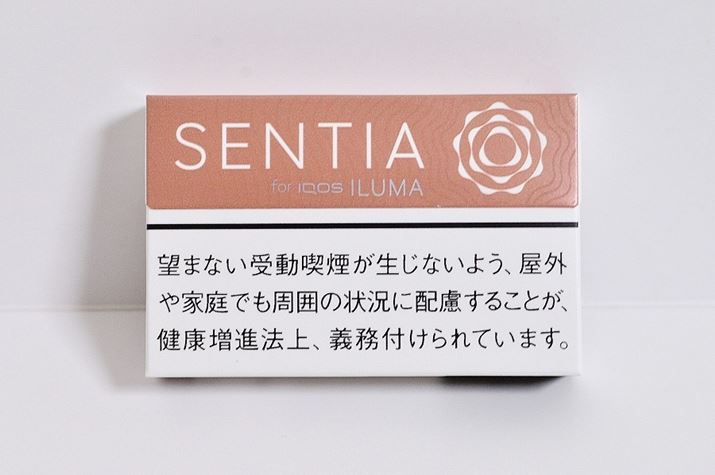 SENTIA
for IQOS ILUMA
望まない受動喫煙が生じないよう、屋外
や家庭でも周囲の状況に配慮することが、
健康増進法上、義務付けられています。